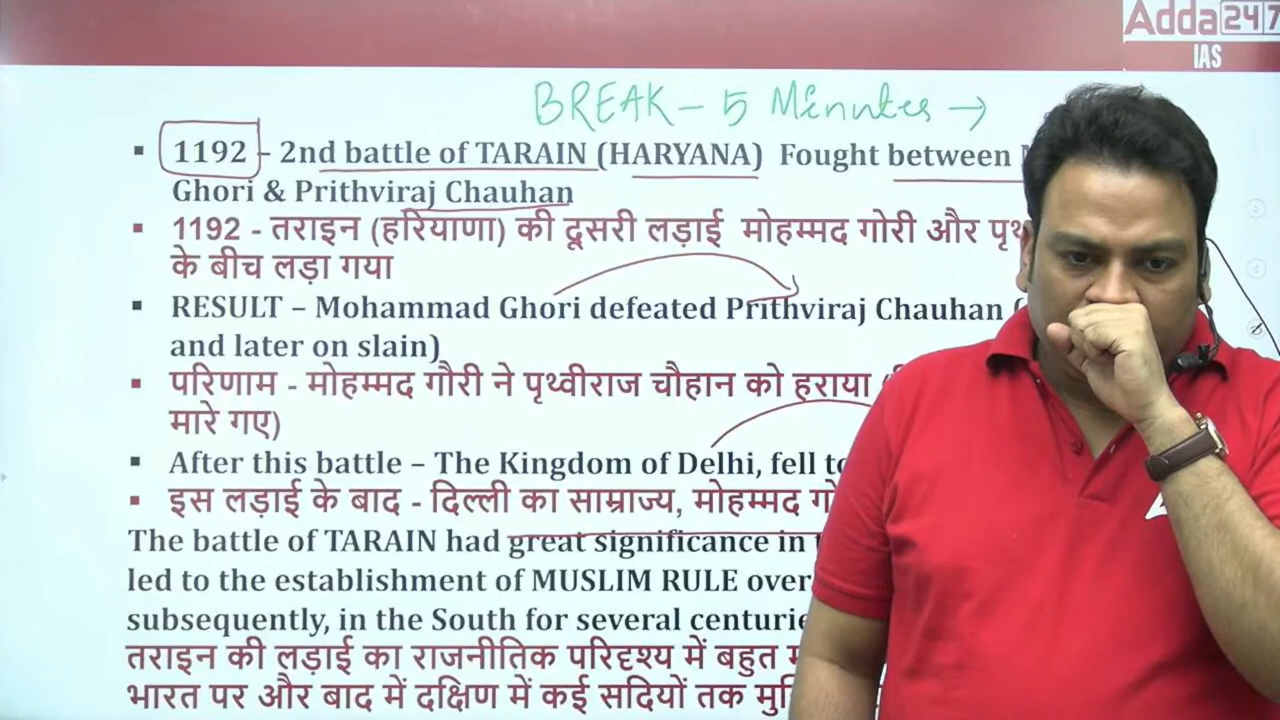 Adda247
IAS
BREAK - 5 Minutes →
▪ 1192 - 2nd battle of TARAIN (HARYANA) Fought between
Ghori & Prithviraj Chauhan
▪ 1192 - तराइन (हरियाणा) की दूसरी लड़ाई मोहम्मद गोरी और
के बीच लड़ा गया
▪ RESULT – Mohammad Ghori defeated Prithviraj Chauhan (
and later on slain)
▪ परिणाम - मोहम्मद गौरी ने पृथ्वीराज चौहान को हराया (
मारे गए)
▪ After this battle – The Kingdom of Delhi, fell to
▪ इस लड़ाई के बाद - दिल्ली का साम्राज्य, मोहम्मद
The battle of TARAIN had great significance in
led to the establishment of MUSLIM RULE over
subsequently, in the South for several
तराइन की लड़ाई का राजनीतिक परिदृश्य में बहुत
भारत पर और बाद में दक्षिण में कई सदियों तक